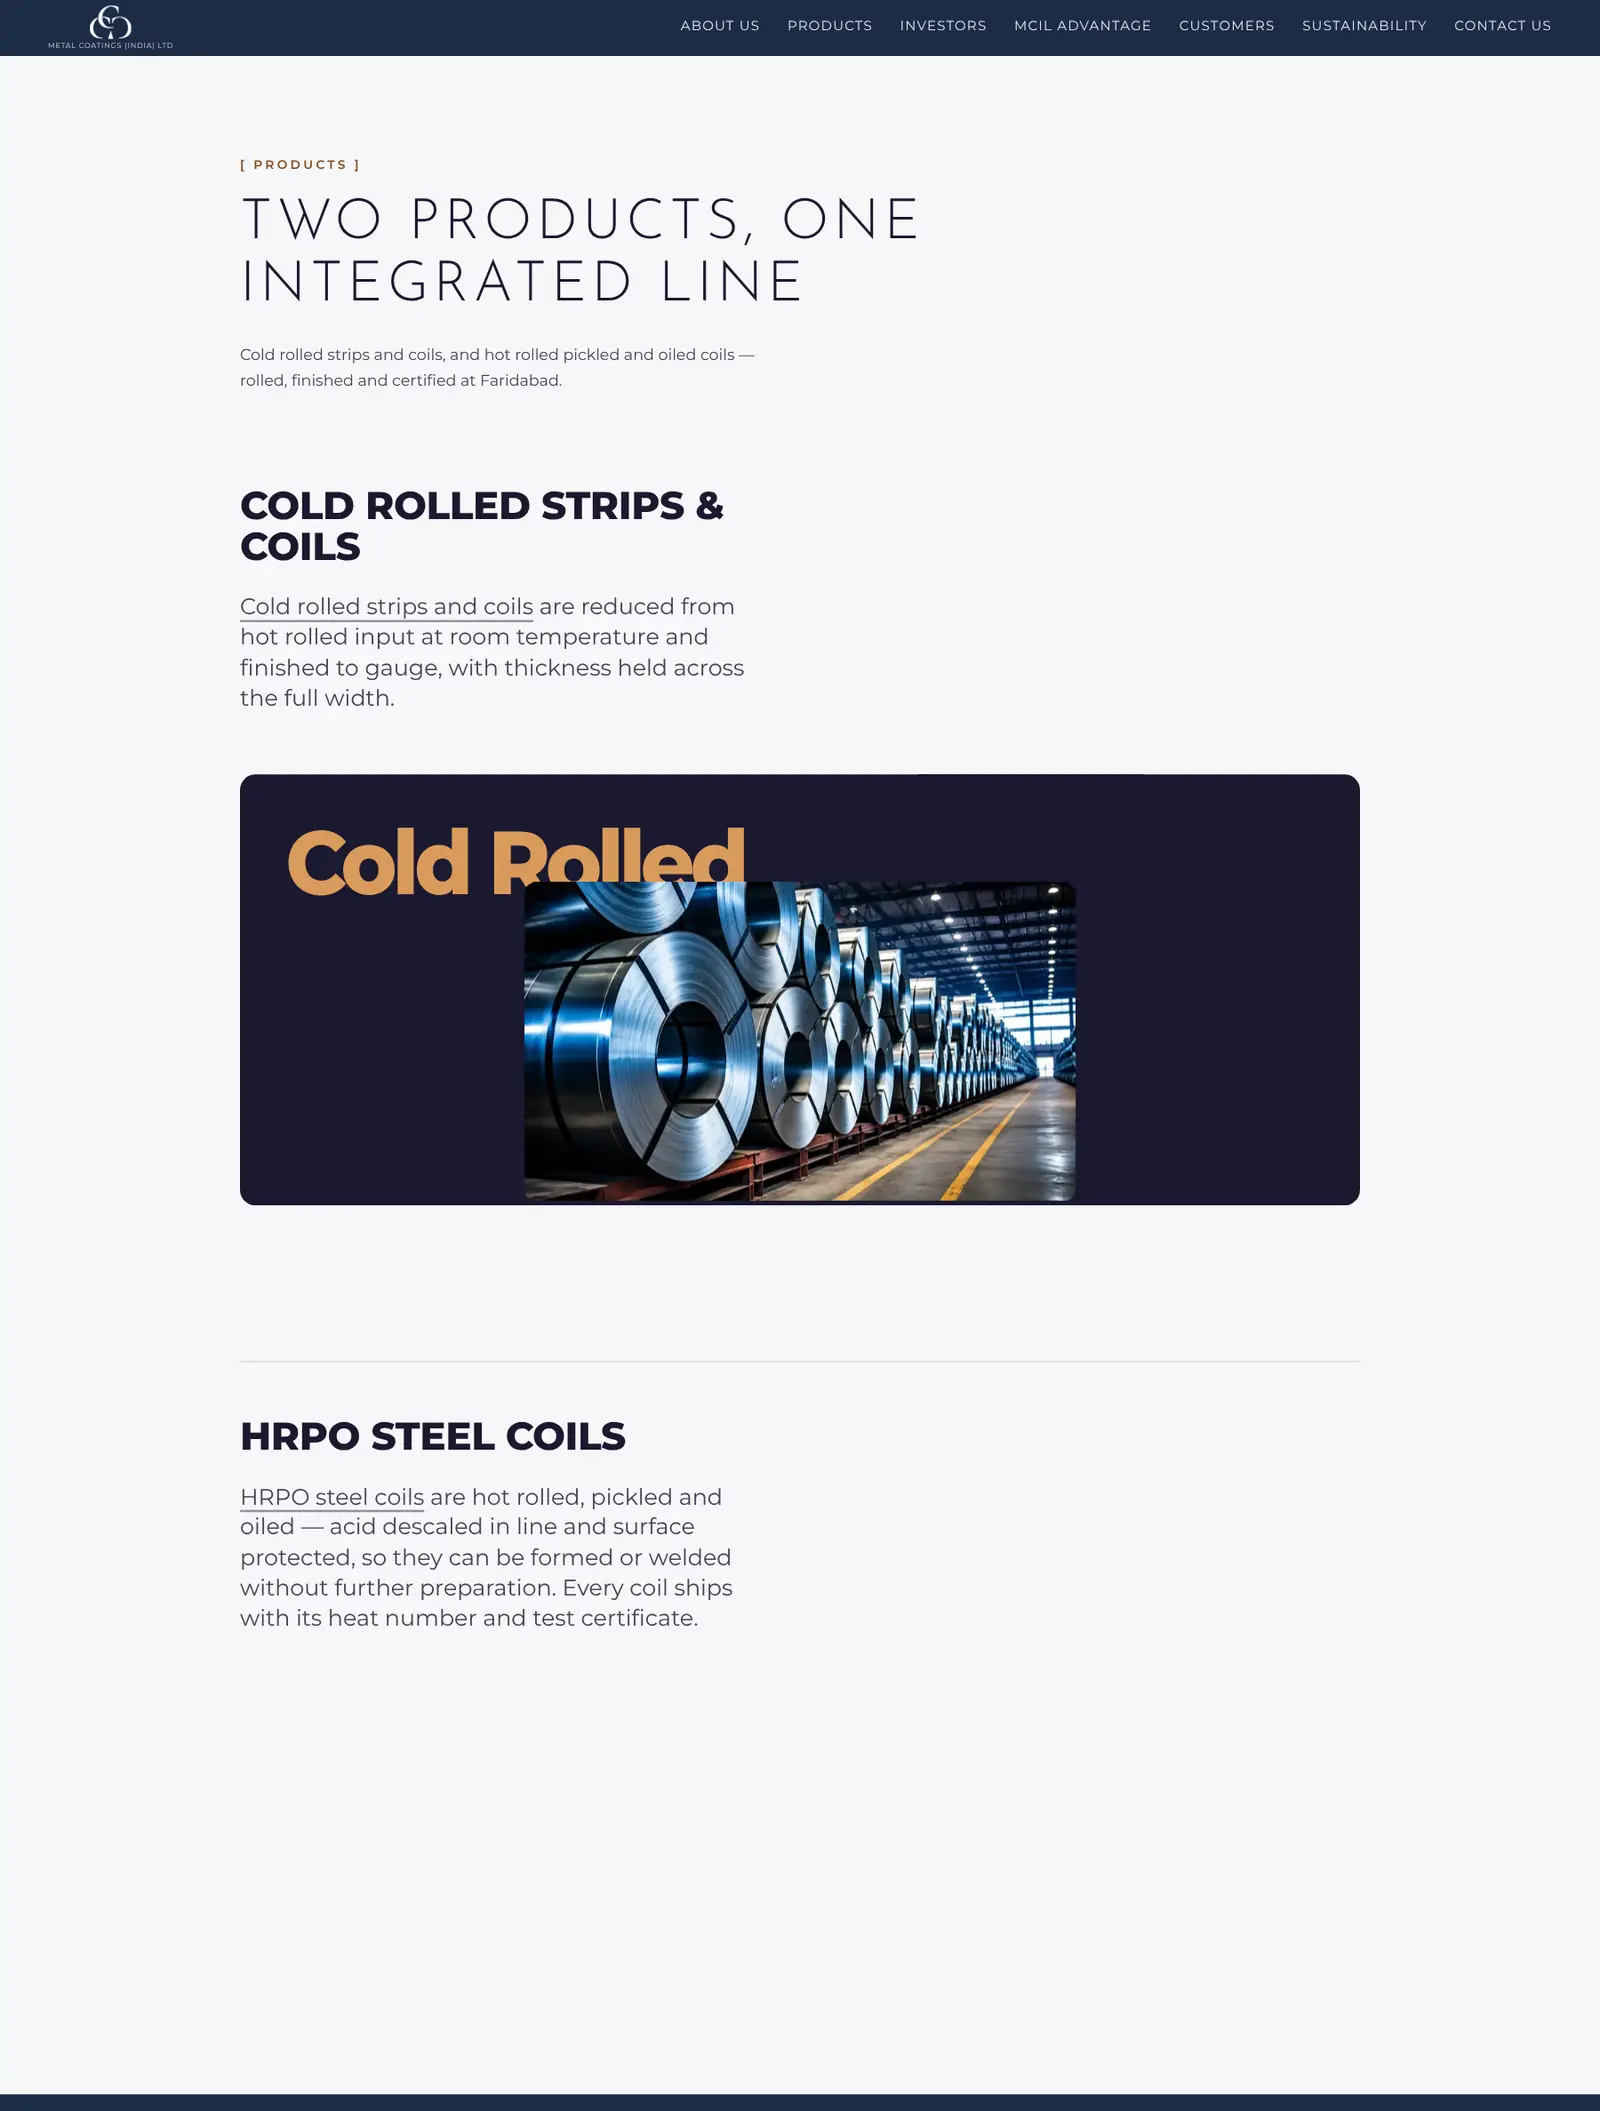 METAL COATINGS (INDIA) LTD
ABOUT US PRODUCTS INVESTORS MCIL ADVANTAGE CUSTOMERS SUSTAINABILITY CONTACT US
[ PRODUCTS ]
TWO PRODUCTS, ONE
INTEGRATED LINE
Cold rolled strips and coils, and hot rolled pickled and oiled coils —
rolled, finished and certified at Faridabad.
COLD ROLLED STRIPS &
COILS
Cold rolled strips and coils are reduced from
hot rolled input at room temperature and
finished to gauge, with thickness held across
the full width.
Cold Rolled
HRPO STEEL COILS
HRPO steel coils are hot rolled, pickled and
oiled — acid descaled in line and surface
protected, so they can be formed or welded
without further preparation. Every coil ships
with its heat number and test certificate.